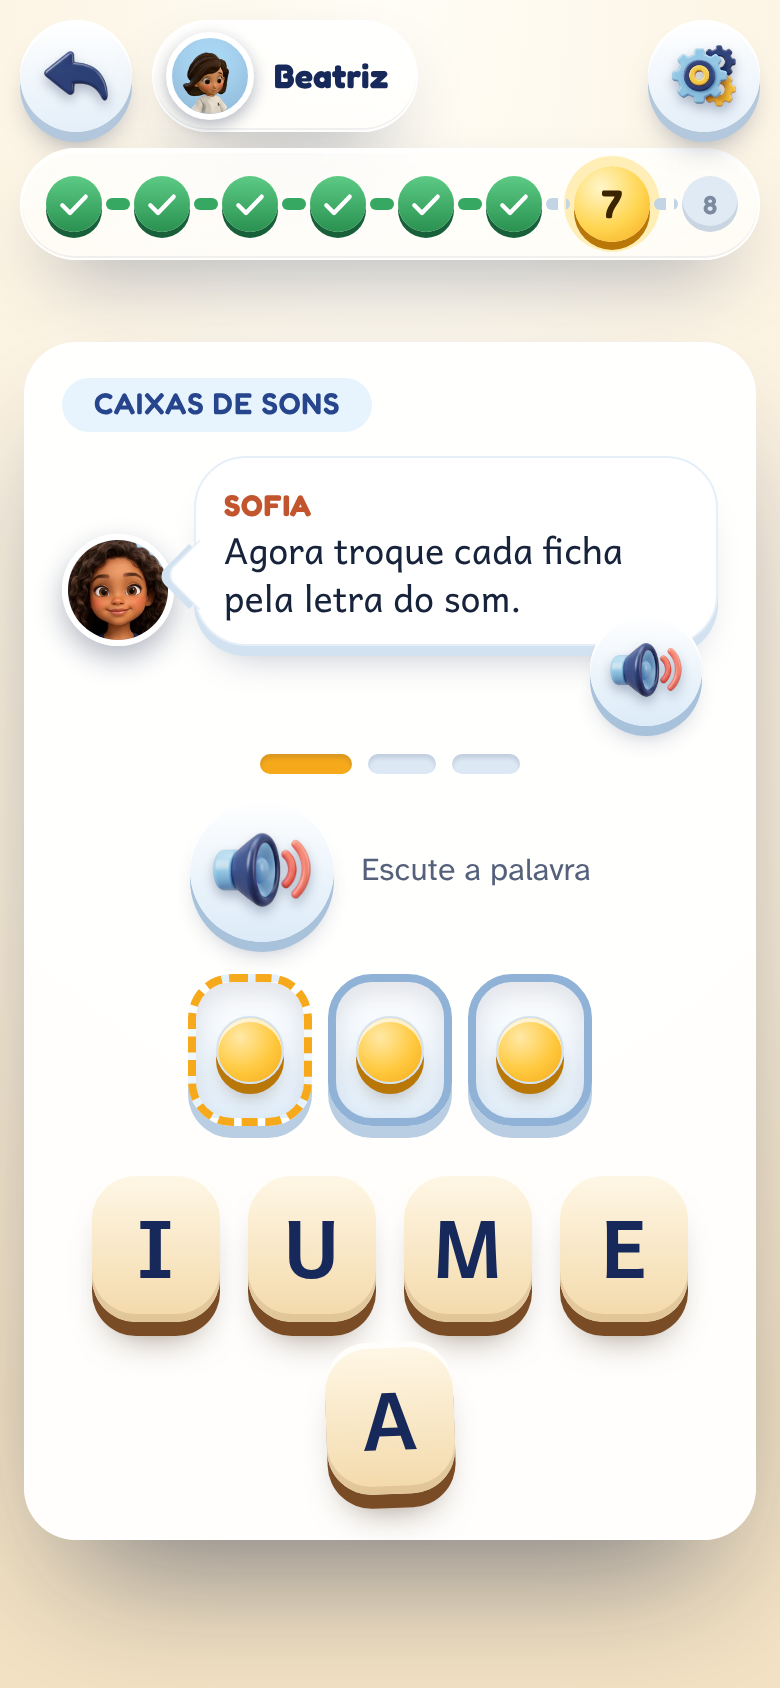 Beatriz
7
8
CAIXAS DE SONS
SOFIA
Agora troque cada ficha
pela letra do som.
Escute a palavra
I U M E
A